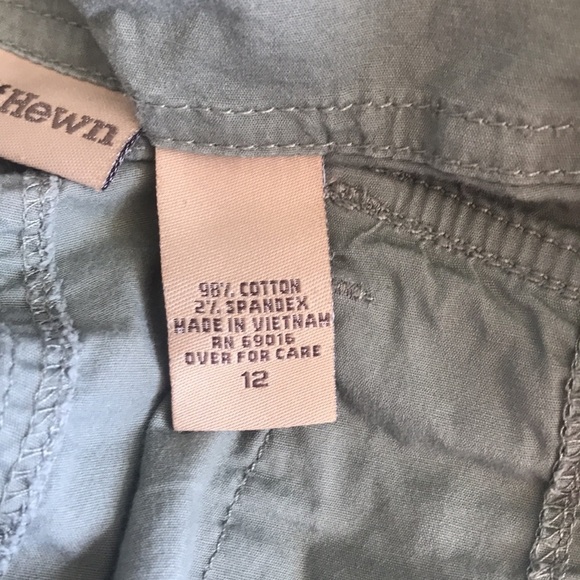 Hewn
98% COTTON
2% SPANDEX
MADE IN VIETNAM
RN 69016
OVER FOR CARE
12